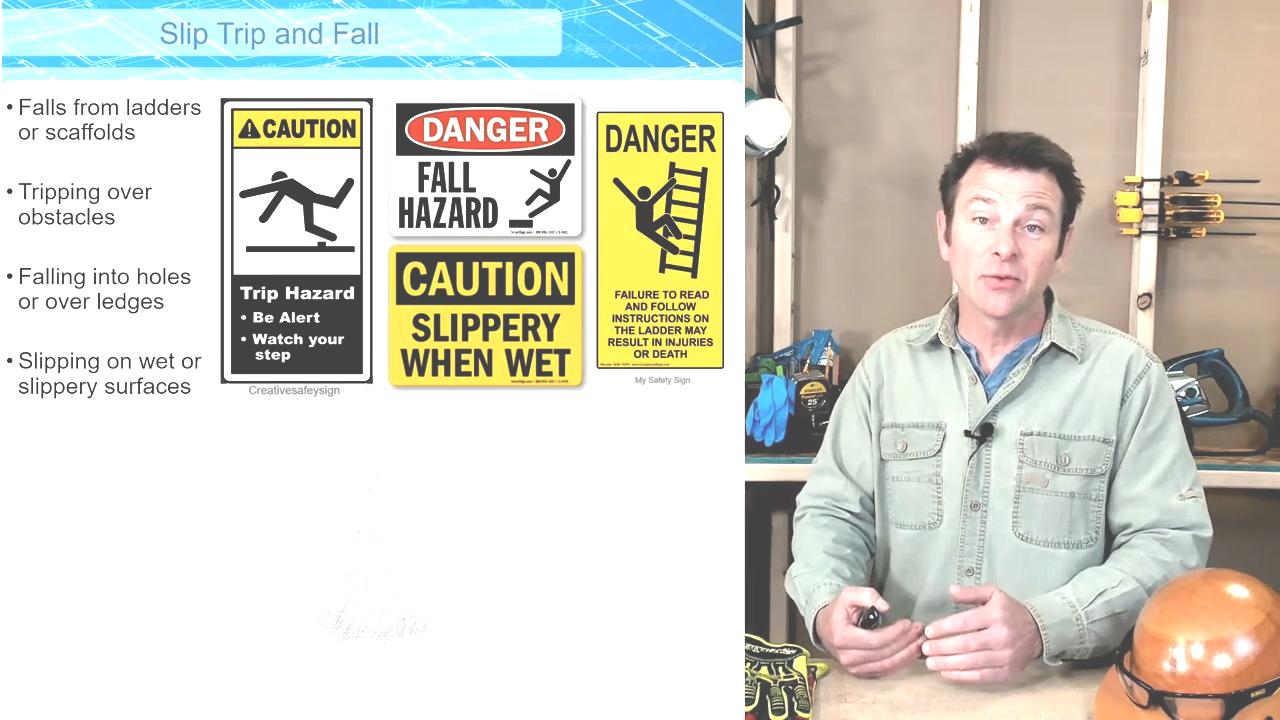 Slip Trip and Fall
• Falls from ladders
or scaffolds
• Tripping over
obstacles
• Falling into holes
or over ledges
• Slipping on wet or
slippery surfaces
CAUTION
Trip Hazard
• Be Alert
• Watch your
step
Creativesafeysign
DANGER
FALL
HAZARD
CAUTION
SLIPPERY
WHEN WET
DANGER
FAILURE TO READ
AND FOLLOW
INSTRUCTIONS ON
THE LADDER MAY
RESULT IN INJURIES
OR DEATH
My Safety Sign
STANLEY
25'